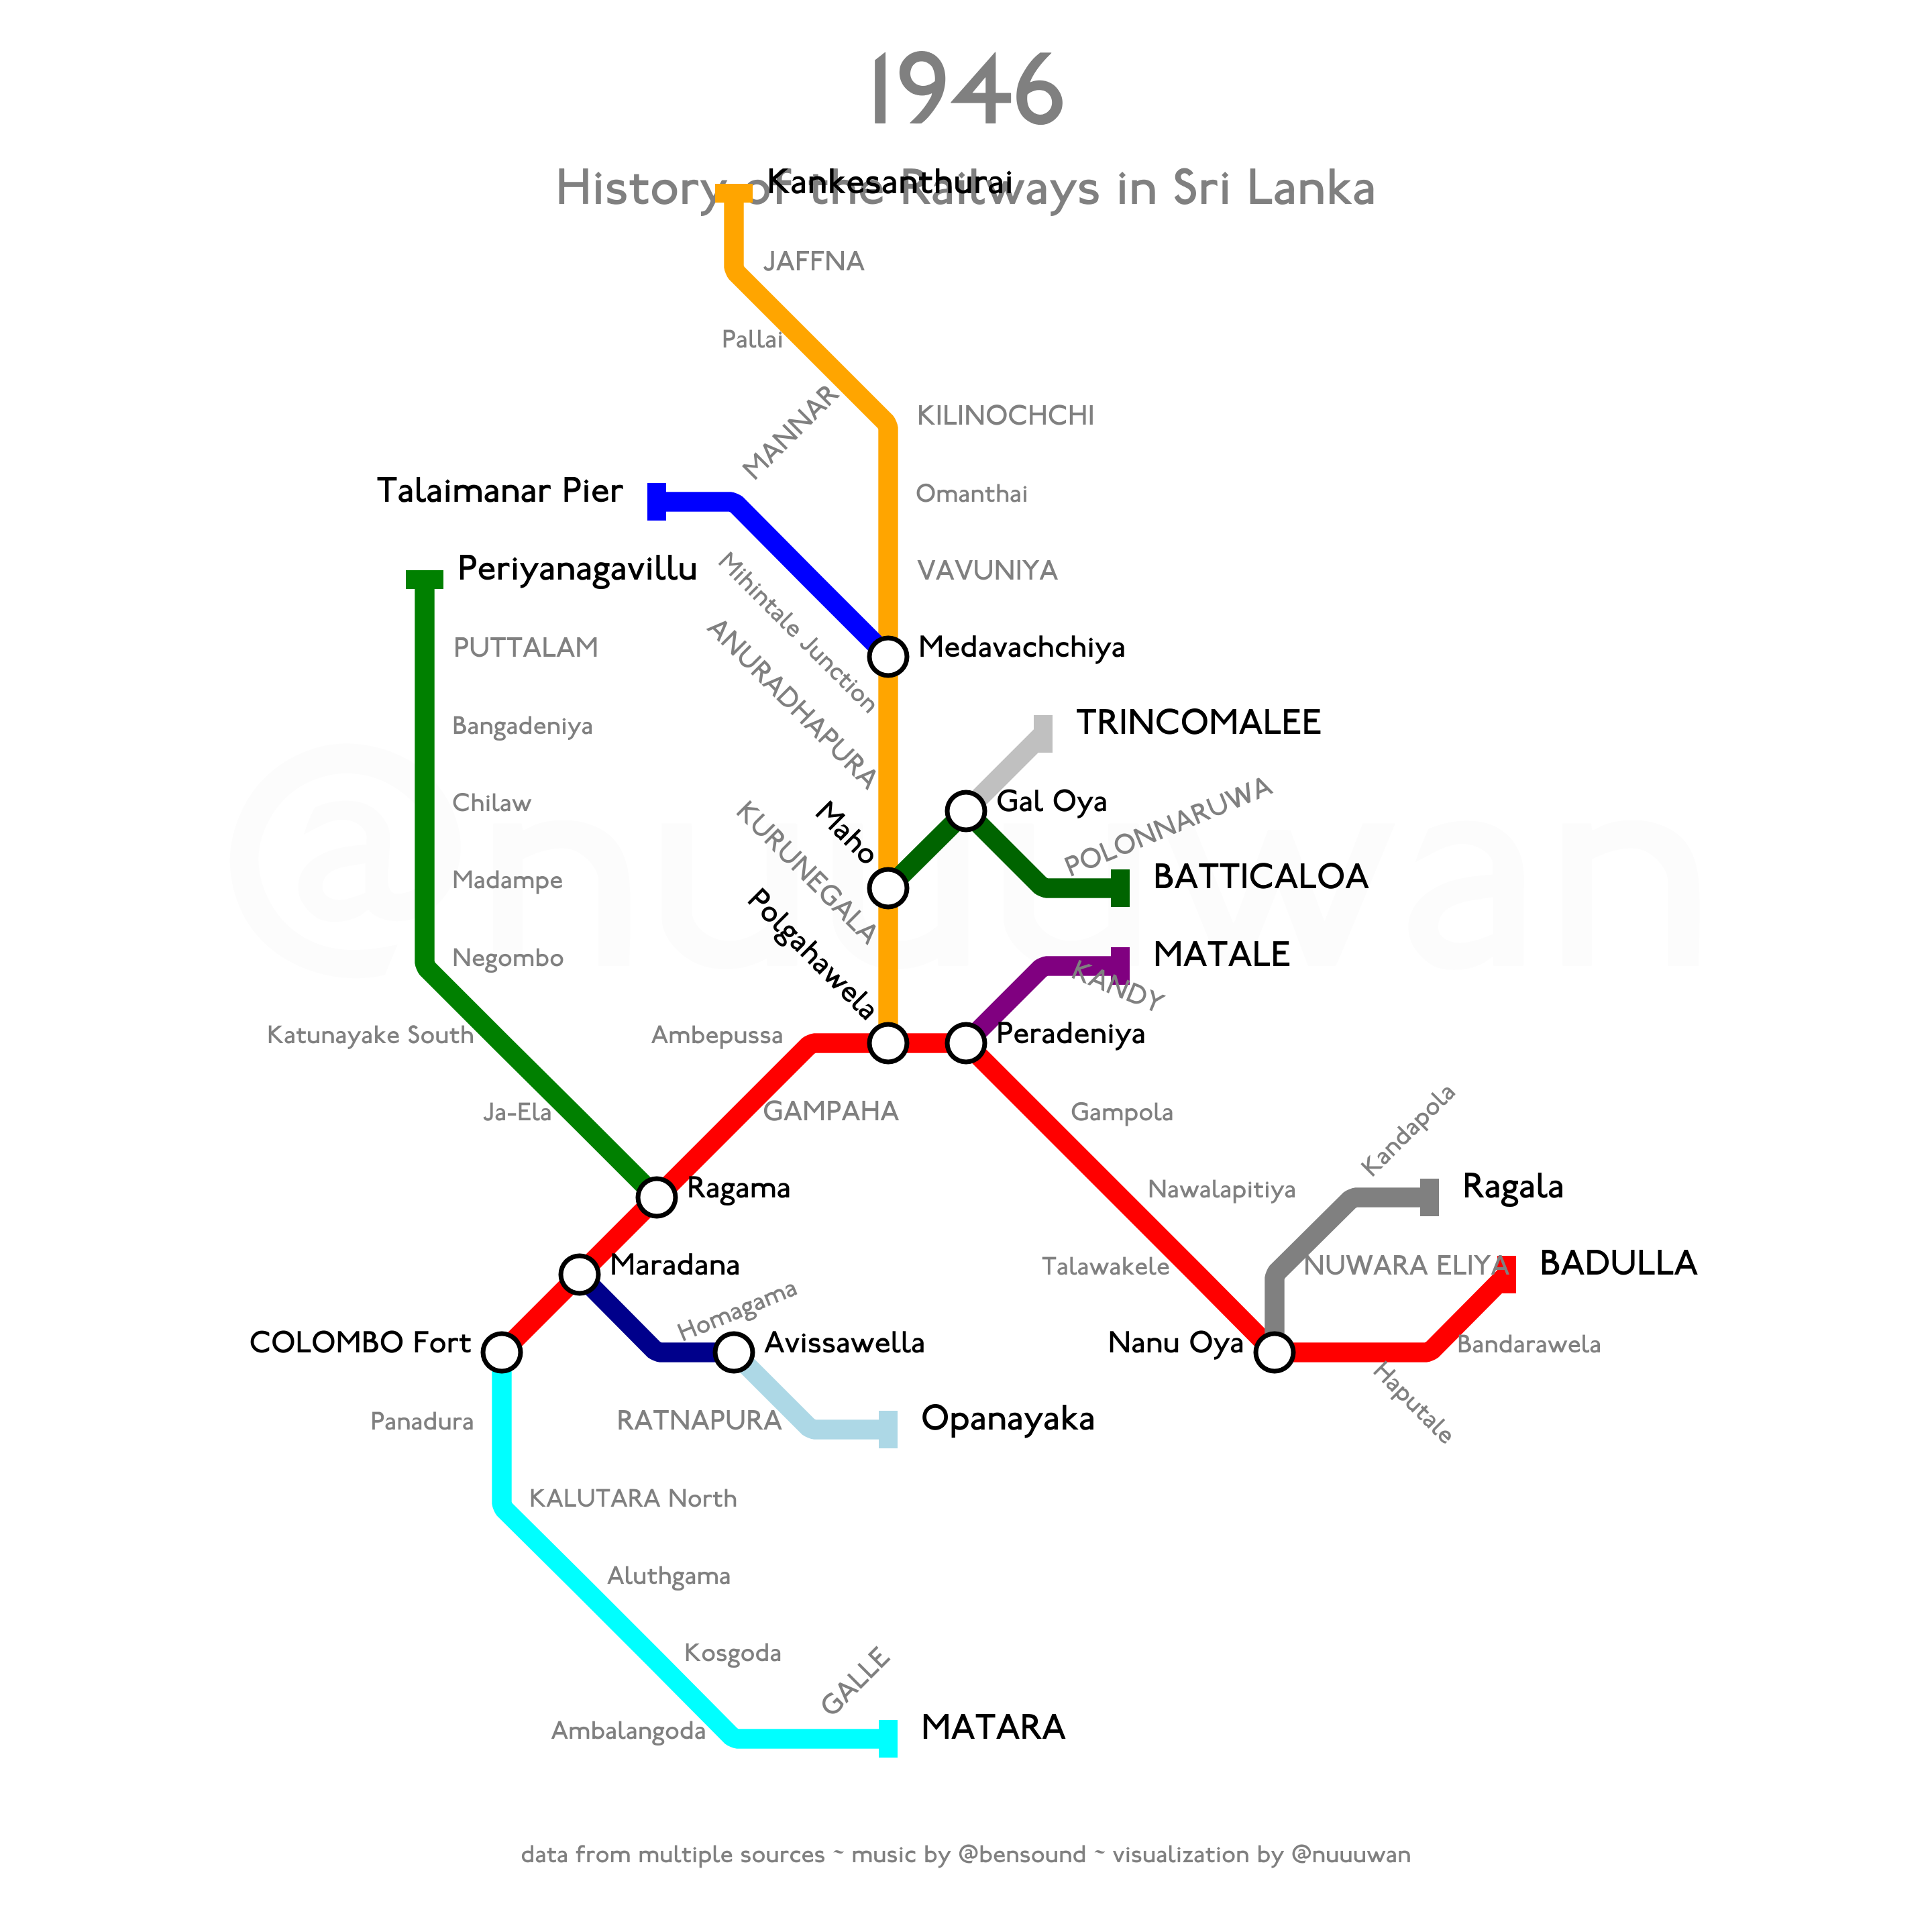 1946
History of the Railways in Sri Lanka
Kankesanthurai
JAFFNA
Pallai
MANNAR
KILINOCHCHI
Talaimanar Pier
Omanthai
Periyanagavillu
Mihintale Junction
VAVUNIYA
PUTTALAM
ANURADHAPURA
Medavachchiya
Bangadeniya
TRINCOMALEE
Chilaw
KURUNEGALA
Maho
Gal Oya
POLONNARUWA
Madampe
BATTICALOA
@nuuuwan
Negombo
Polgahawela
MATALE
KANDY
Katunayake South
Ambepussa
Peradeniya
Ja-Ela
GAMPAHA
Gampola
Kandapola
Ragama
Nawalapitiya
Ragala
Maradana
Talawakele
NUWARA ELIYA
BADULLA
Homagama
COLOMBO Fort
Avissawella
Nanu Oya
Bandarawela
Haputale
Panadura
RATNAPURA
Opanayaka
KALUTARA North
Aluthgama
Kosgoda
GALLE
Ambalangoda
MATARA
data from multiple sources ~ music by @bensound ~ visualization by @nuuuwan